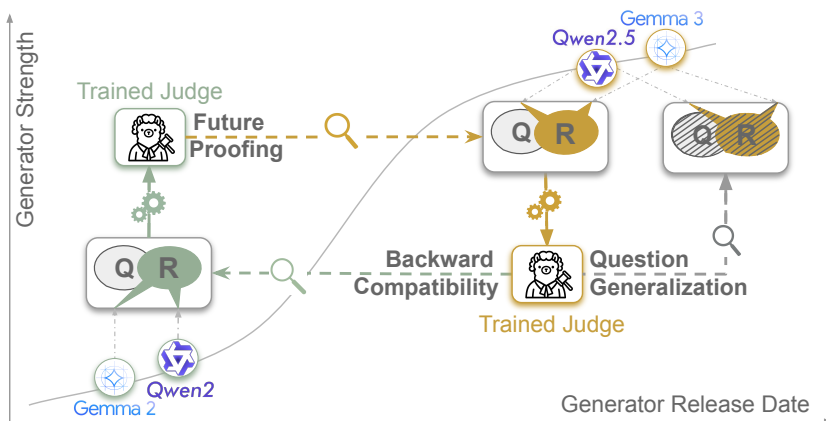 Generator Strength
Gemma 3
Qwen2.5
Trained Judge
Future
Proofing
Q R
Q R
Q R
Backward
Compatibility
Question
Generalization
Trained Judge
Qwen2
Gemma 2
Generator Release Date